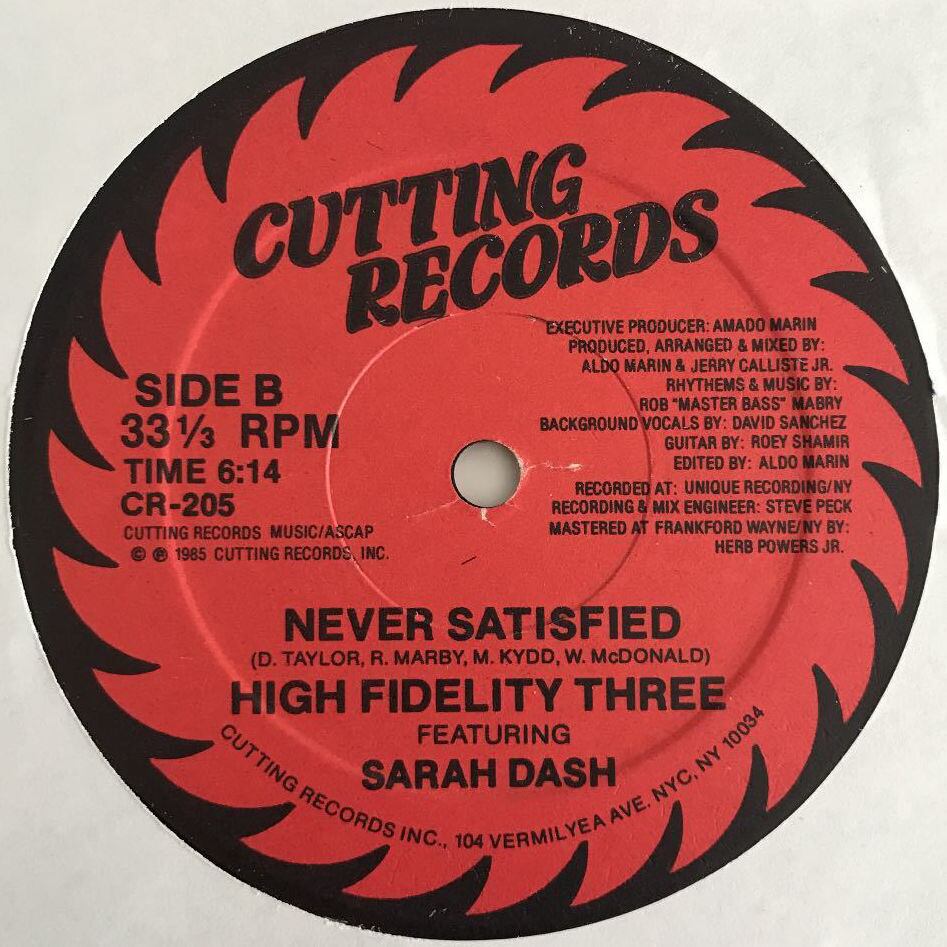 CUTTING
RECORDS
EXECUTIVE PRODUCER: AMADO MARIN
PRODUCED, ARRANGED & MIXED BY:
ALDO MARIN & JERRY CALLISTE JR.
RHYTHEMS & MUSIC BY:
ROB "MASTER BASS" MABRY
BACKGROUND VOCALS BY: DAVID SANCHEZ
GUITAR BY: ROEY SHAMIR
EDITED BY: ALDO MARIN
RECORDED AT: UNIQUE RECORDING/NY
RECORDING & MIX ENGINEER: STEVE PECK
MASTERED AT FRANKFORD WAYNE/NY BY:
HERB POWERS JR.
SIDE B
33 1/3 RPM
TIME 6:14
CR-205
CUTTING RECORDS MUSIC/ASCAP
© ℗ 1985 CUTTING RECORDS, INC.
NEVER SATISFIED
(D. TAYLOR, R. MARBY, M. KYDD, W. McDONALD)
HIGH FIDELITY THREE
FEATURING
SARAH DASH
CUTTING RECORDS INC., 104 VERMILYEA AVE. NYC, NY 10034